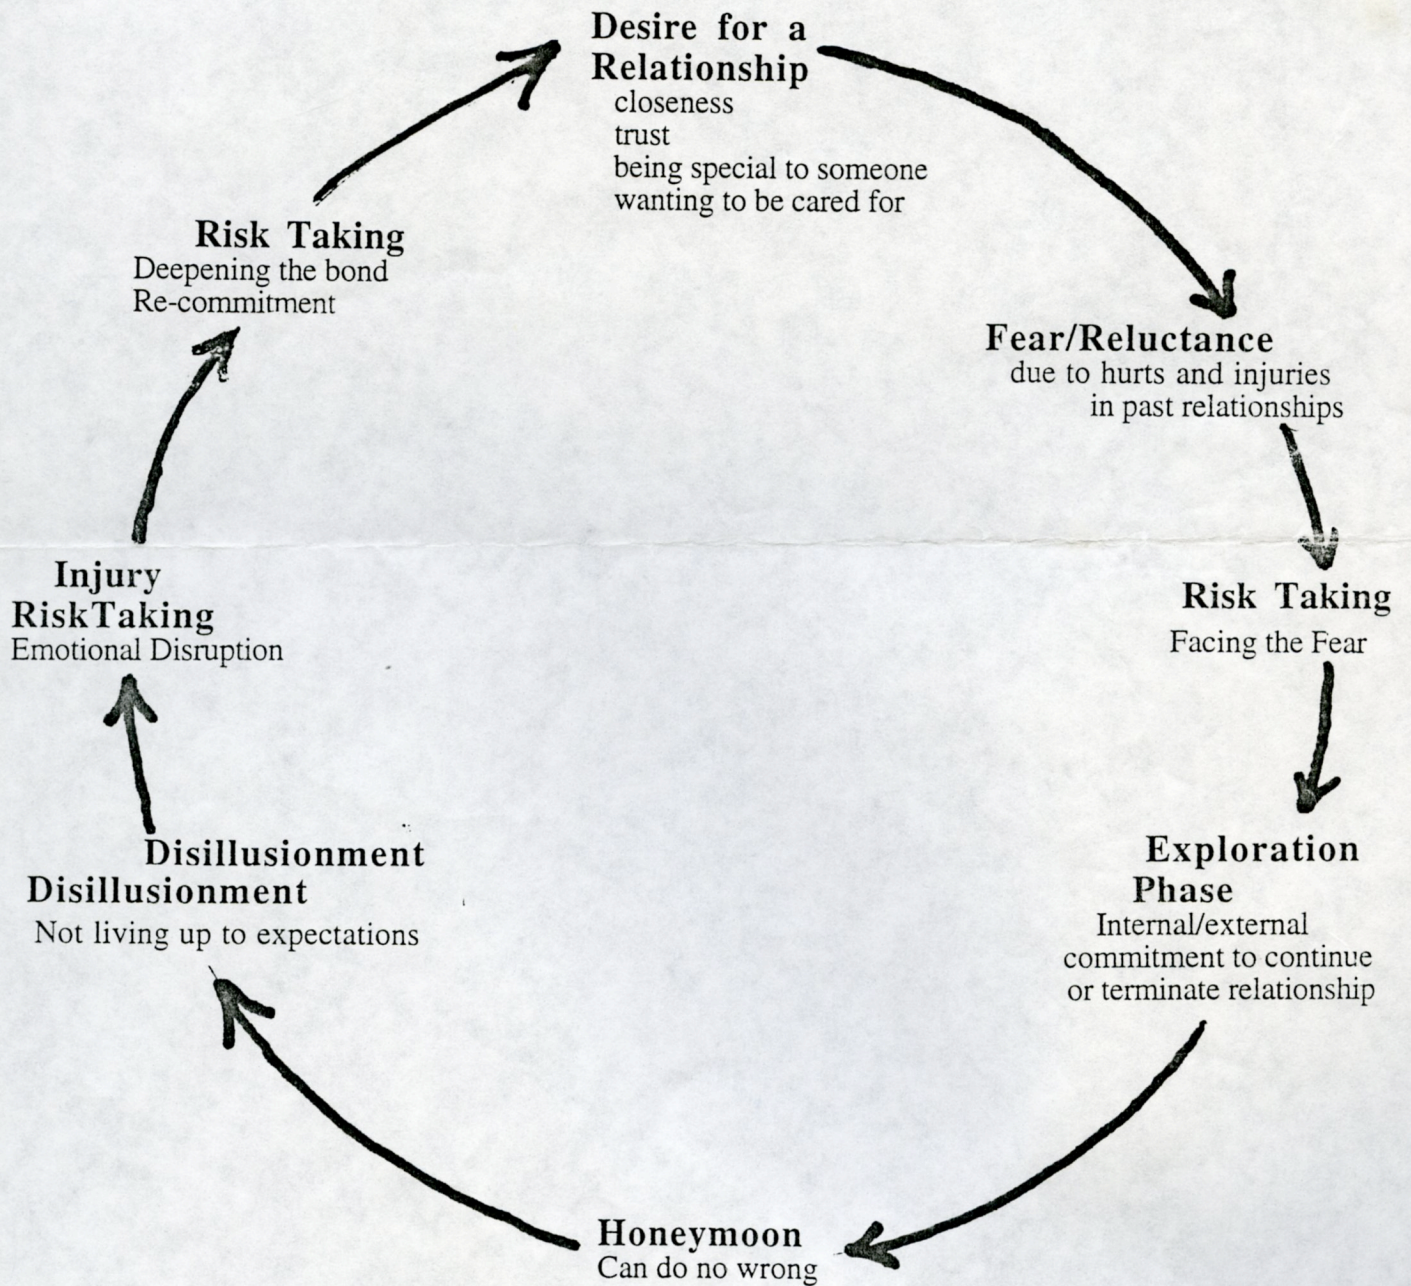 Desire for a
Relationship
closeness
trust
being special to someone
wanting to be cared for
Fear/Reluctance
due to hurts and injuries
in past relationships
Risk Taking
Facing the Fear
Exploration
Phase
Internal/external
commitment to continue
or terminate relationship
Honeymoon
Can do no wrong
Disillusionment
Disillusionment
Not living up to expectations
Injury
RiskTaking
Emotional Disruption
Risk Taking
Deepening the bond
Re-commitment